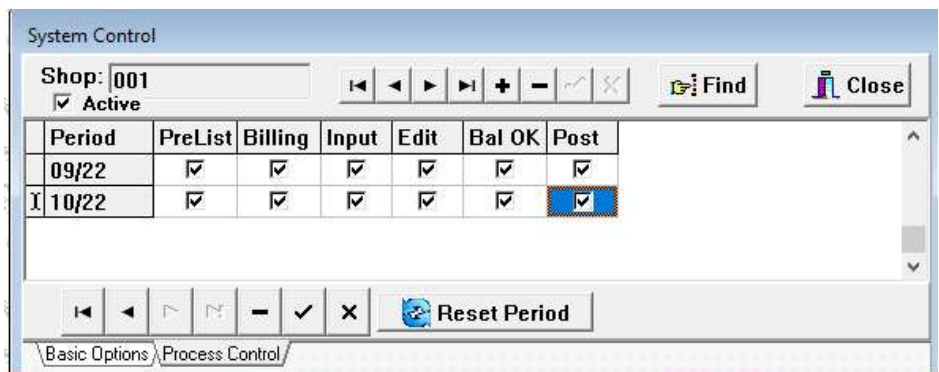 System Control
Shop: 001
Active
Find
Close
Period PreList Billing Input Edit Bal OK Post
09/22
10/22
Reset Period
Basic Options Process Control